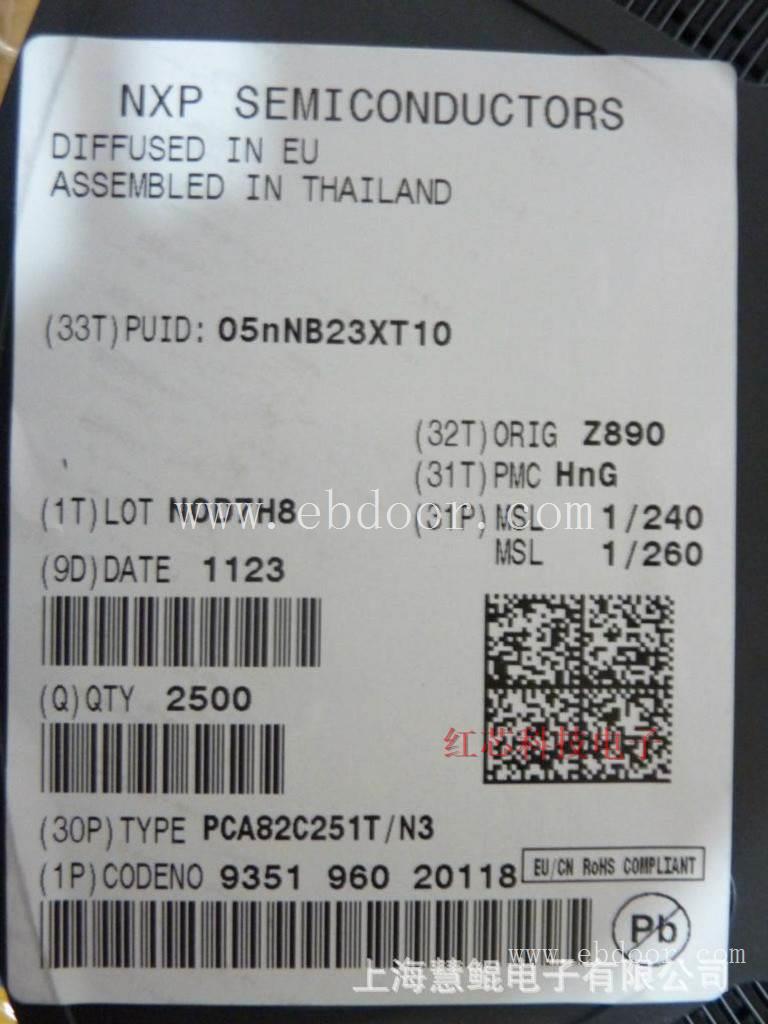 NXP SEMICONDUCTORS
DIFFUSED IN EU
ASSEMBLED IN THAILAND
(33T)PUID: 05nNB23XT10
(32T)ORIG Z890
(31T)PMC HnG
(1T)LOT
www.ebdoor.com
(31P) MSL 1/240
MSL 1/260
(9D)DATE 1123
(Q)QTY 2500
红芯科技电子
(30P)TYPE PCA82C251T/N3
(1P)CODENO 9351 960 20118
EU/CN RoHS COMPLIANT
Pb
www.ebdoor.com
上海慧鲲电子有限公司